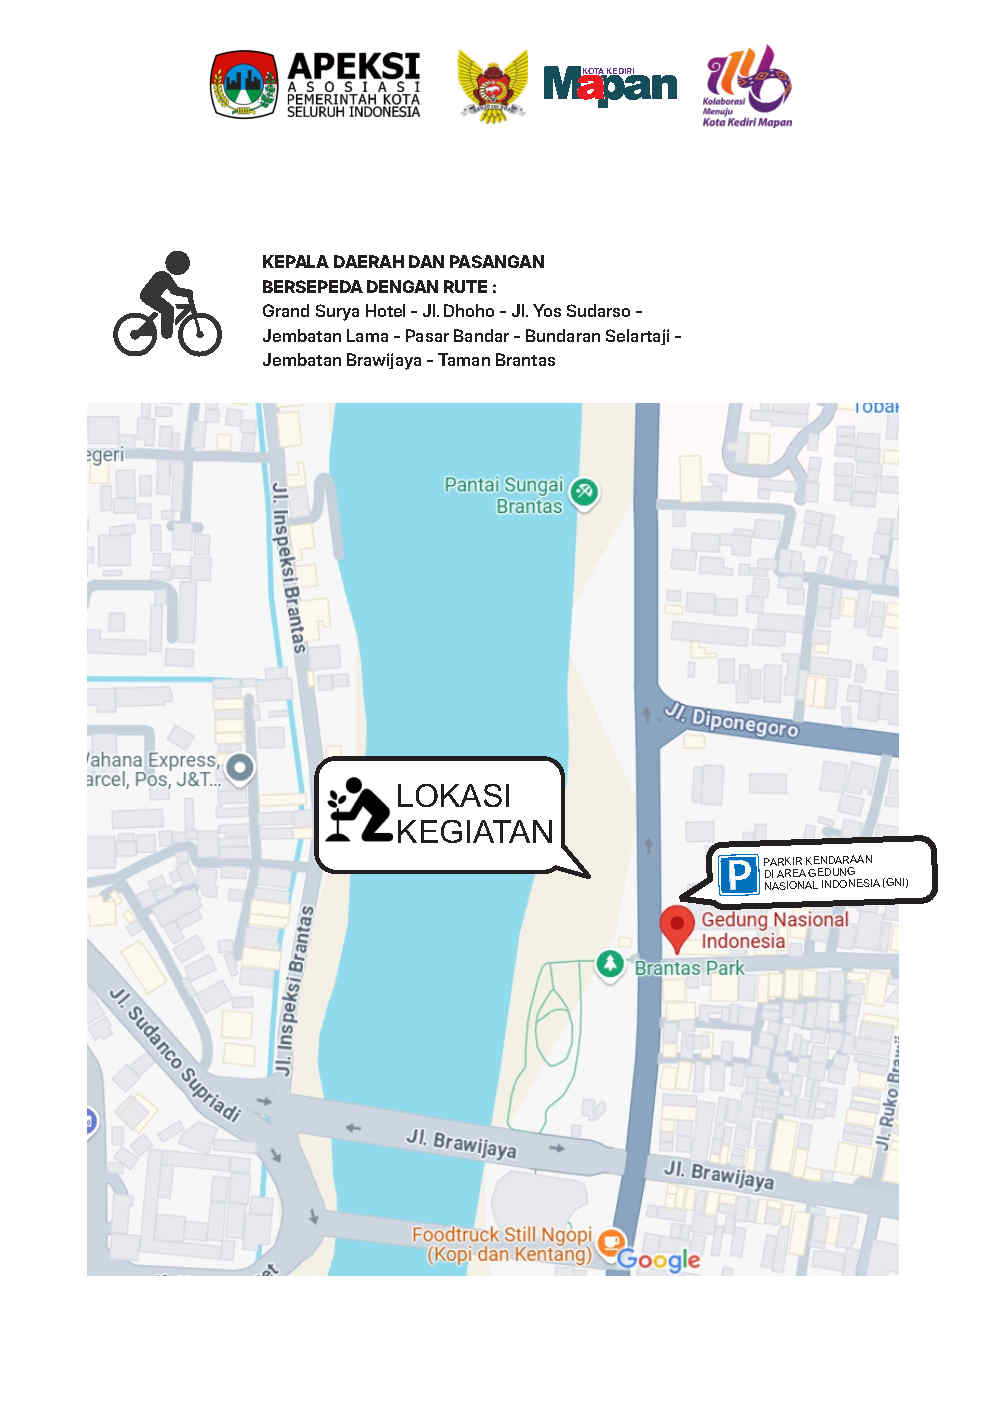 APEKSI
ASOSIASI
PEMERINTAH KOTA
SELURUH INDONESIA
KOTA KEDIRI
Mapan
Kolaborasi
Menuju
Kota Kediri Mapan
KEPALA DAERAH DAN PASANGAN
BERSEPEDA DENGAN RUTE :
Grand Surya Hotel - Jl. Dhoho - Jl. Yos Sudarso -
Jembatan Lama - Pasar Bandar - Bundaran Selartaji -
Jembatan Brawijaya - Taman Brantas
egeri
Jl. Inspeksi Brantas
Pantai Sungai
Brantas
Jl. Diponegoro
Wahana Express,
arcel, Pos, J&T...
LOKASI
KEGIATAN
P
PARKIR KENDARAAN
DI AREA GEDUNG
NASIONAL INDONESIA (GNI)
Gedung Nasional
Indonesia
Brantas Park
Jl. Inspeksi Brantas
Jl. Sudanco Supriadi
Jl. Brawijaya
Jl. Brawijaya
Jl. Ruko
Foodtruck Still Ngopi
(Kopi dan Kentang)
Google